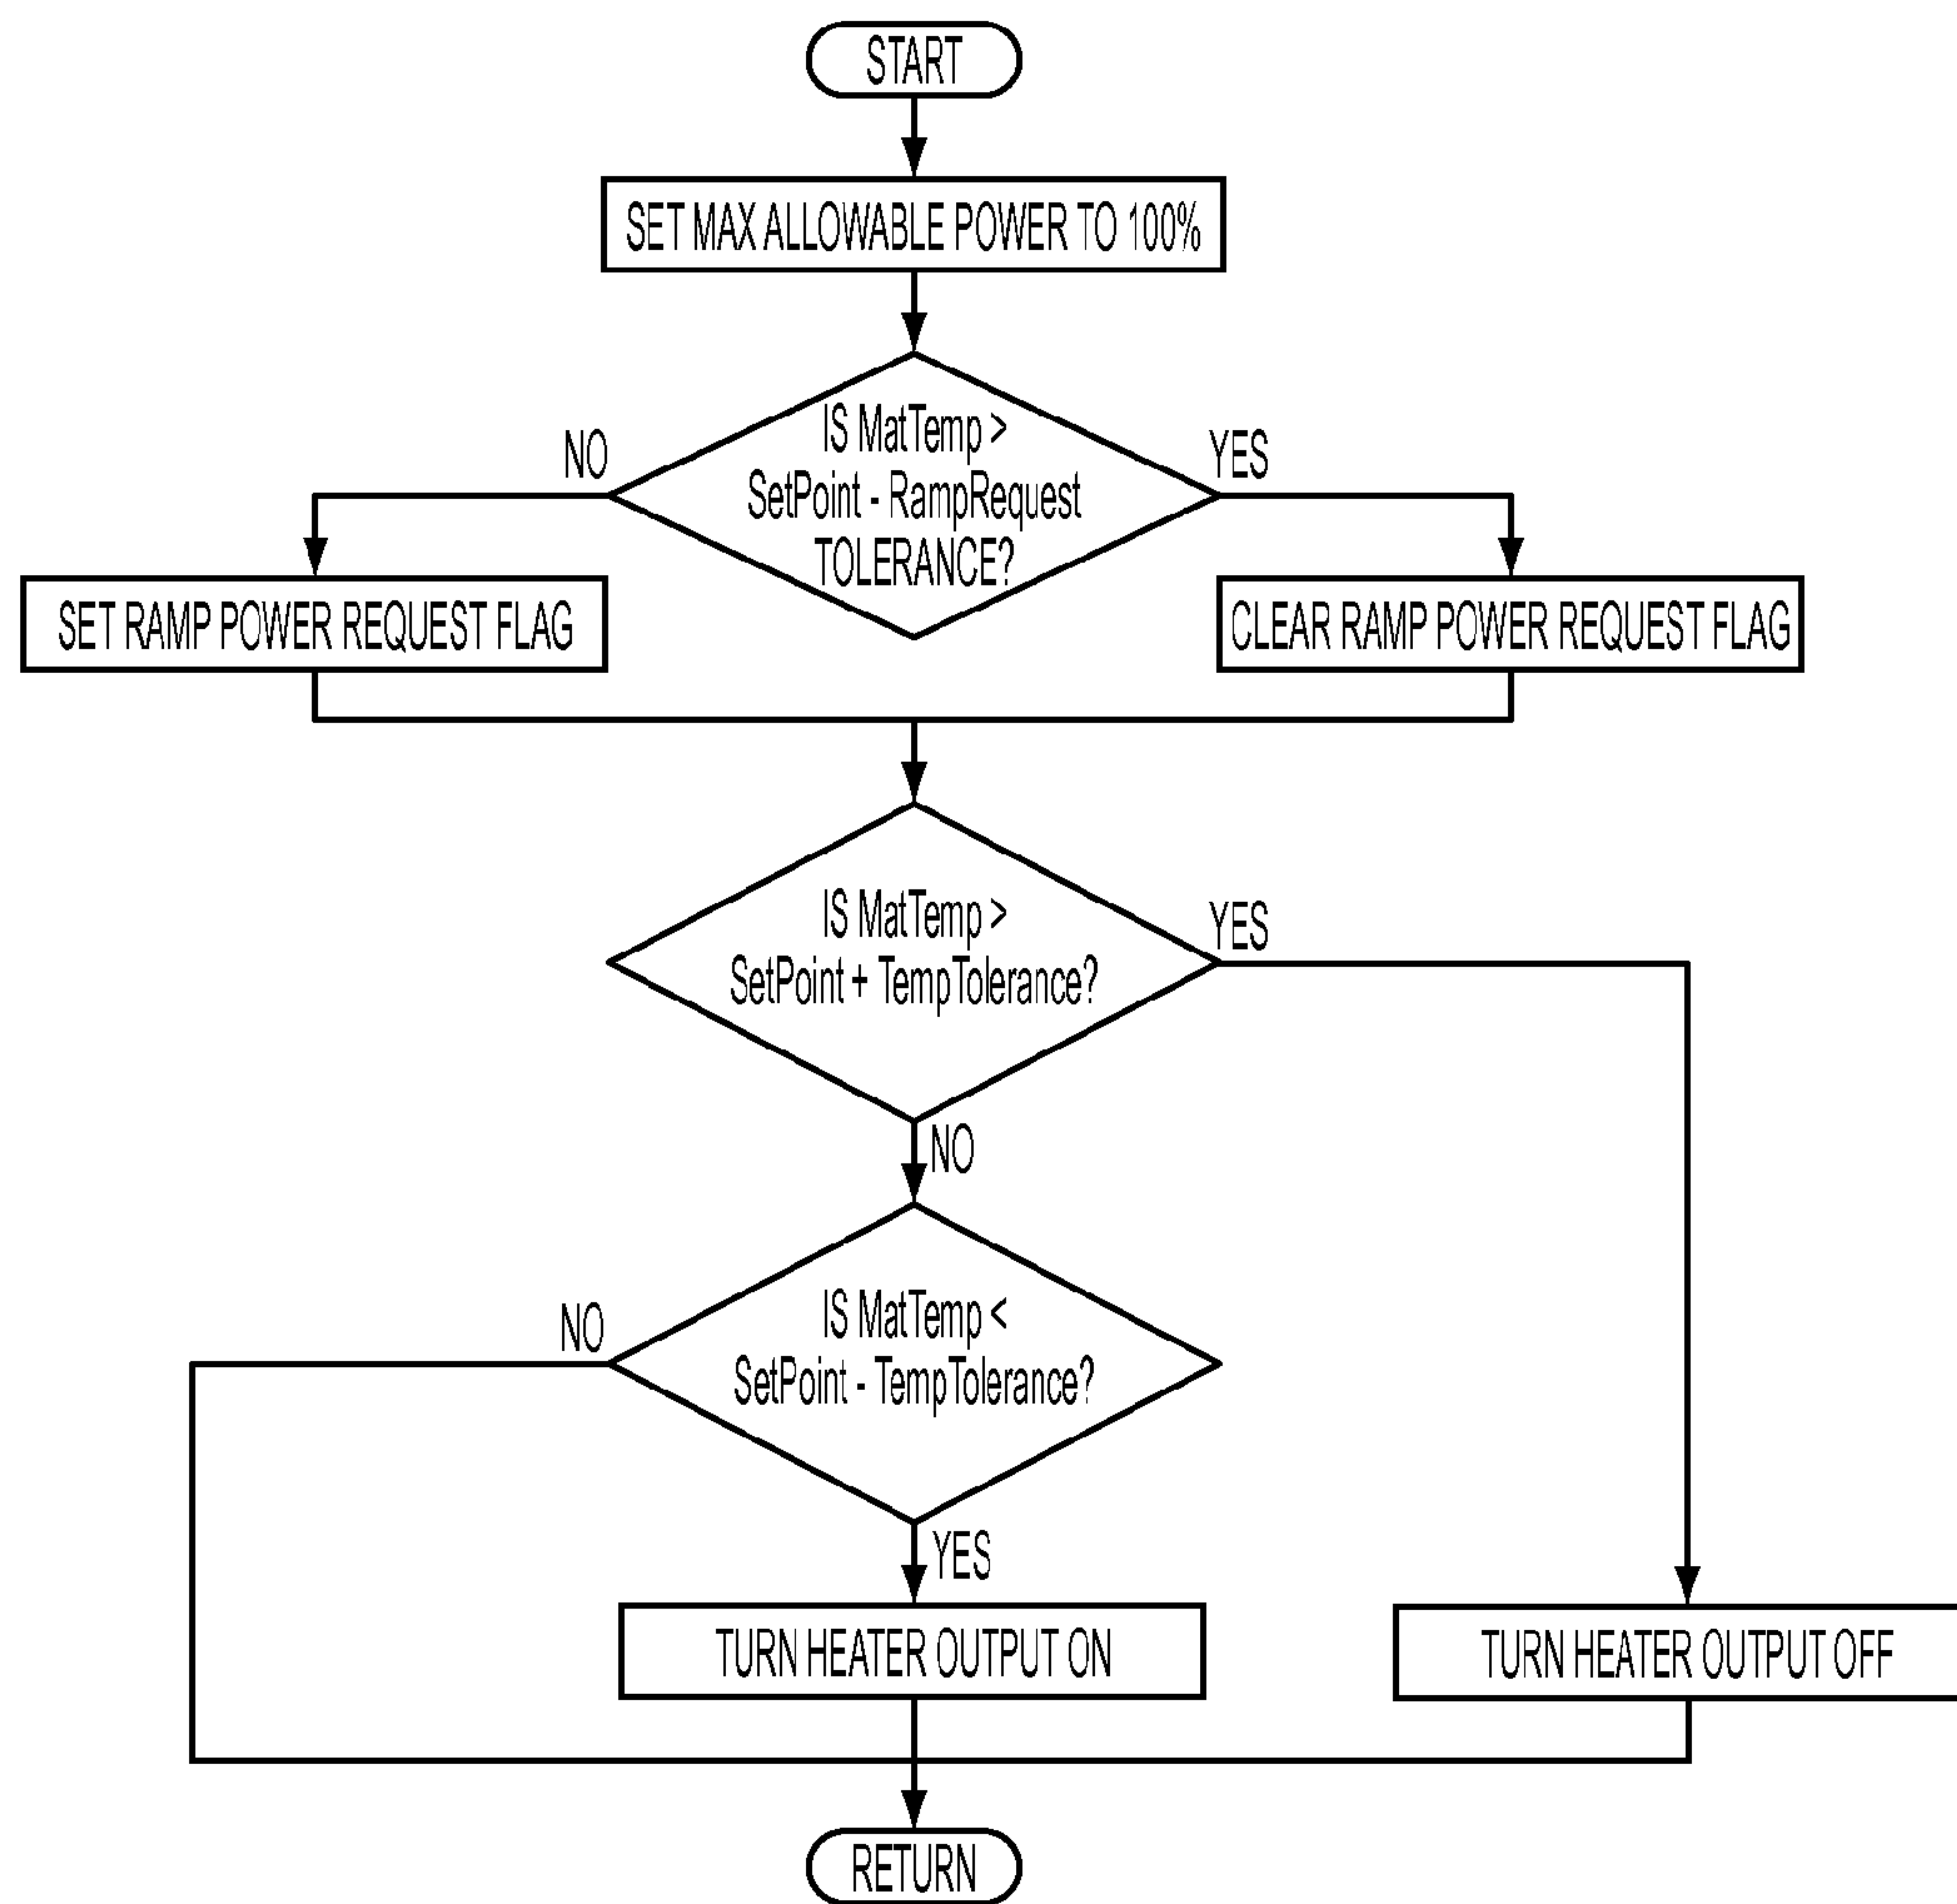 START
SET MAX ALLOWABLE POWER TO 100%
IS MatTemp >
SetPoint - RampRequest
TOLERANCE?
NO
YES
SET RAMP POWER REQUEST FLAG
CLEAR RAMP POWER REQUEST FLAG
IS MatTemp >
SetPoint + TempTolerance?
YES
NO
IS MatTemp <
SetPoint - TempTolerance?
NO
YES
TURN HEATER OUTPUT ON
TURN HEATER OUTPUT OFF
RETURN